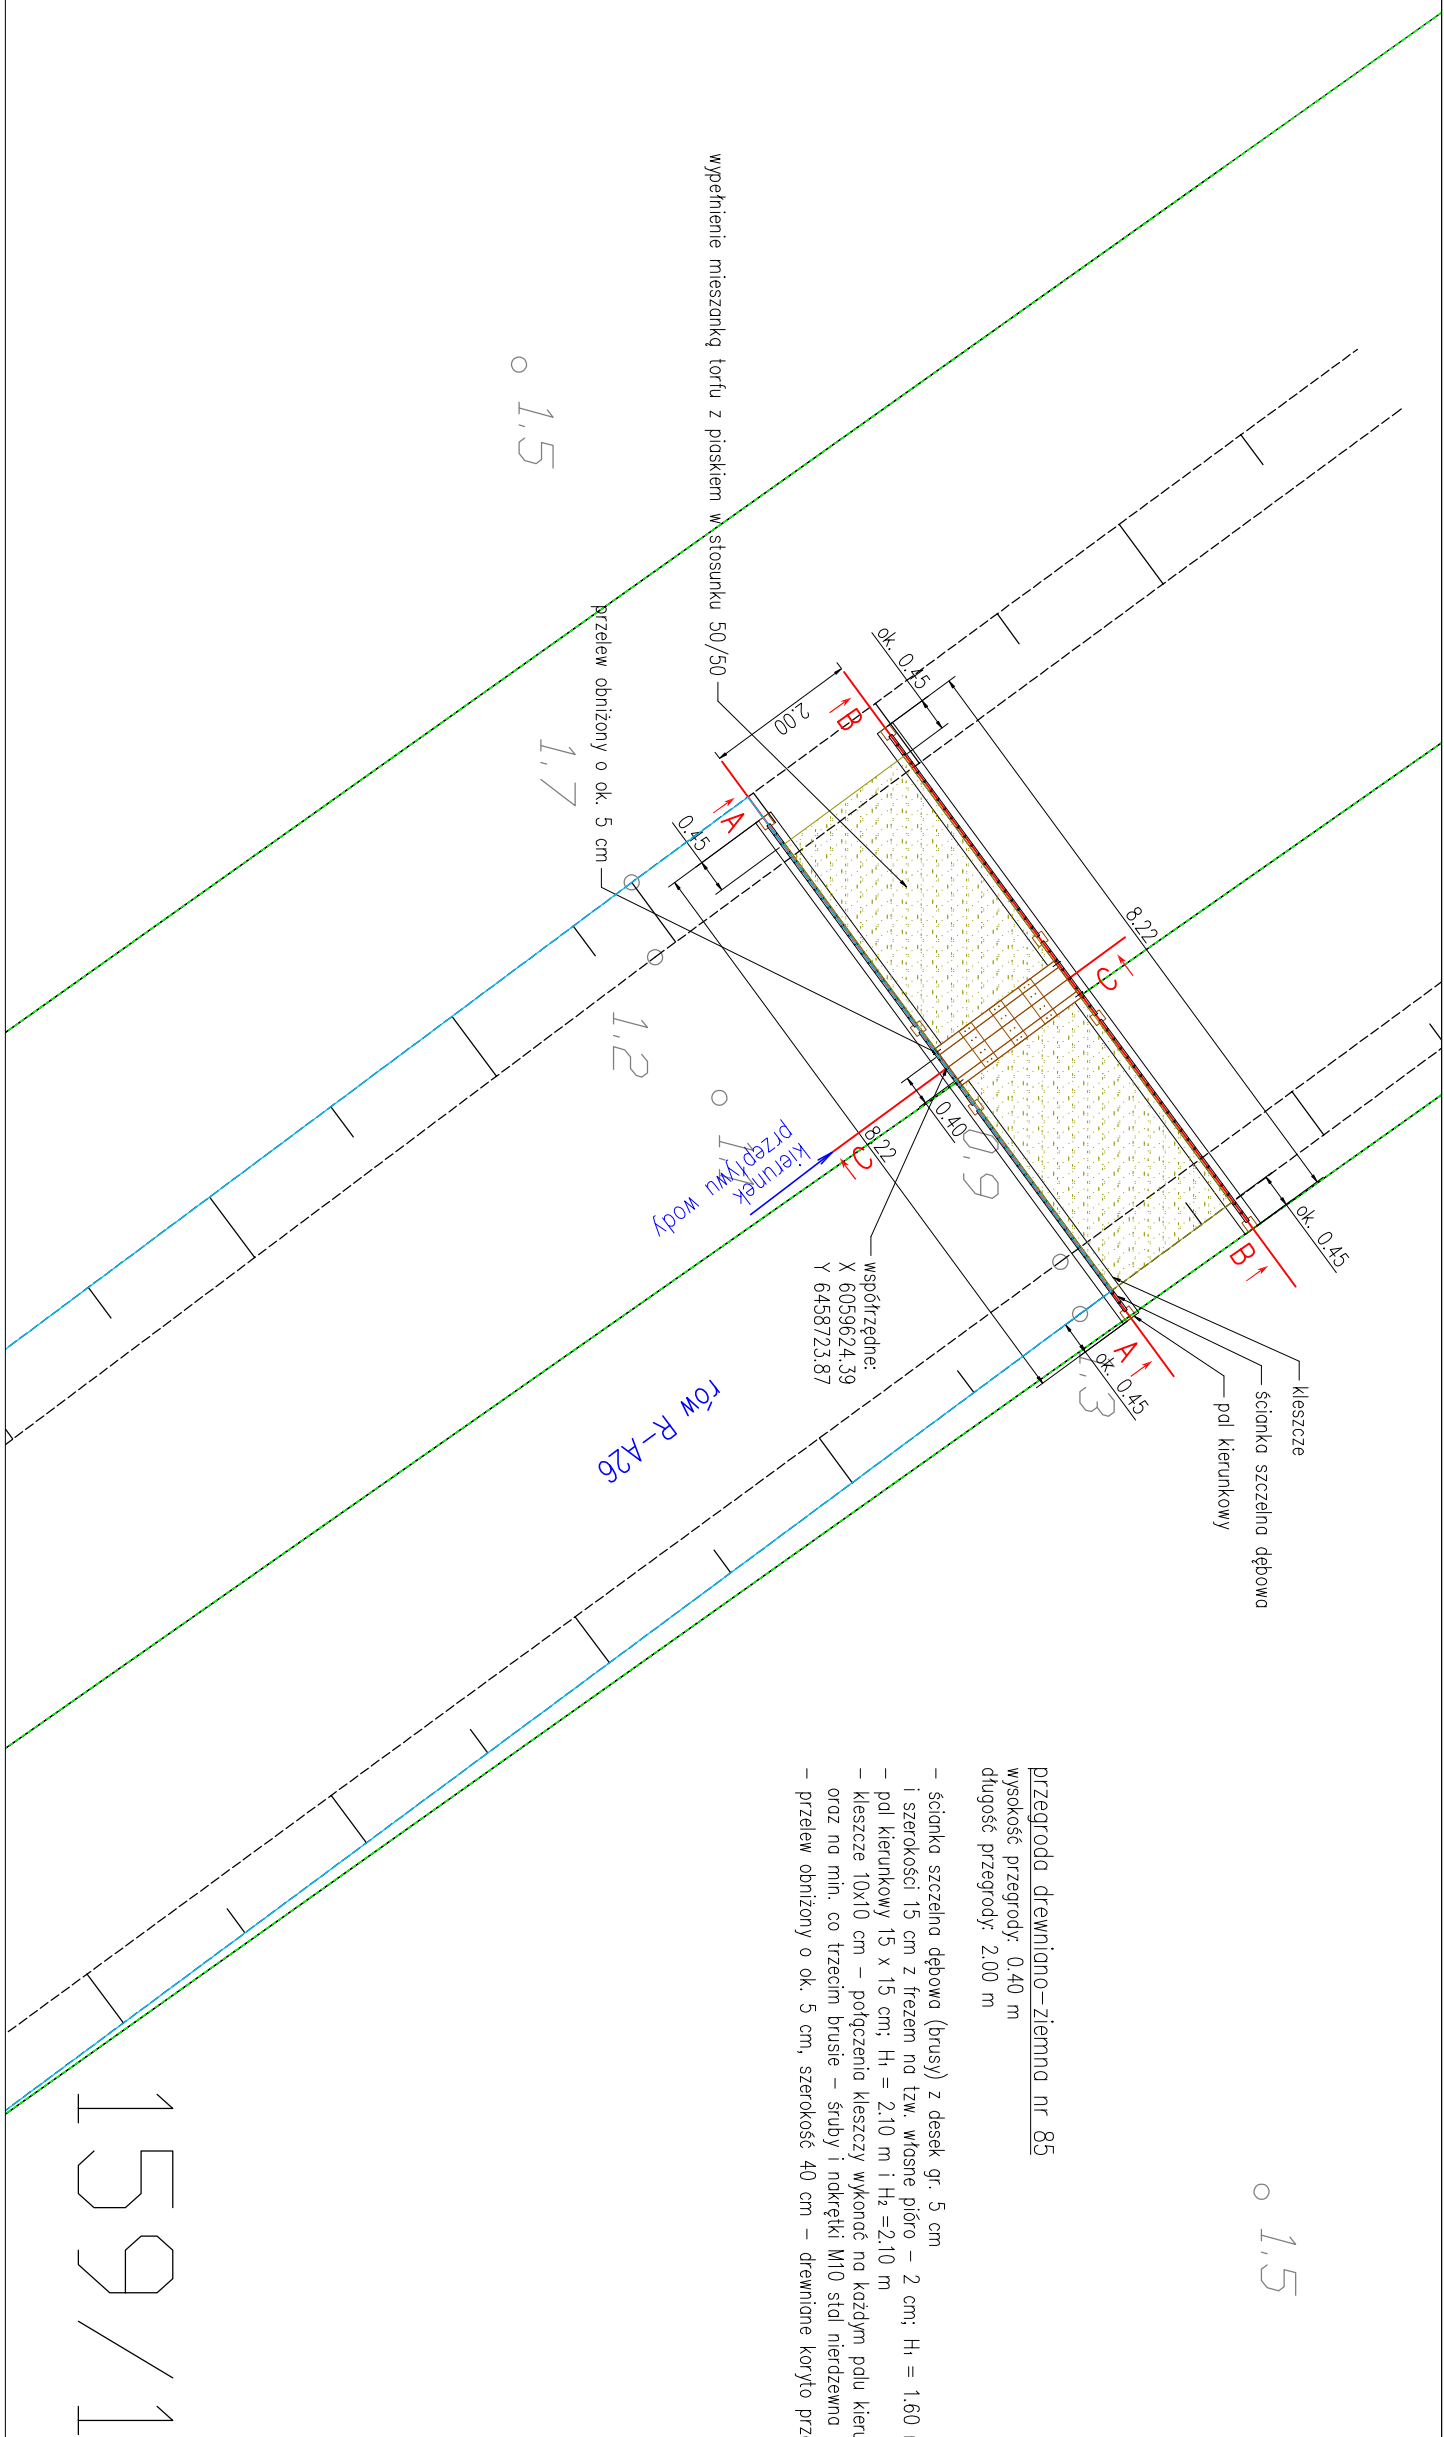 wypełnienie mieszanką torfu z piaskiem w stosunku 50/50
przelew obniżony o ok. 5 cm
ok. 0.45
2.00
B
A
0.45
8.22
C
0.40
8.22
C
kierunek
przepływu wody
współrzędne:
X 6059624.39
Y 6458723.87
ok. 0.45
B
A
ok. 0.45
kleszcze
ścianka szczelna dębowa
pal kierunkowy
rów R-A26
1.5
1.7
1.2
0.9
1.5
przegroda drewniano-ziemna nr 85
wysokość przegrody: 0.40 m
długość przegrody: 2.00 m
- ścianka szczelna dębowa (brusy) z desek gr. 5 cm
i szerokości 15 cm z frezem na tzw. własne pióro - 2 cm; H₁ = 1.60
- pal kierunkowy 15 x 15 cm; H₁ = 2.10 m i H₂ =2.10 m
- kleszcze 10x10 cm - połączenia kleszczy wykonać na każdym palu kieru
oraz na min. co trzecim brusie - śruby i nakrętki M10 stal nierdzewna
- przelew obniżony o ok. 5 cm, szerokość 40 cm - drewniane koryto prze
159/1